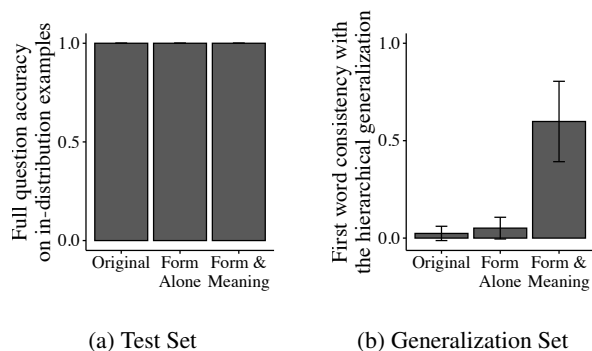 Full question accuracy
on in-distribution examples
1.0
0.5
0.0
Original
Form
Alone
Form &
Meaning
(a) Test Set
First word consistency with
the hierarchical generalization
1.0
0.5
0.0
Original
Form
Alone
Form &
Meaning
(b) Generalization Set